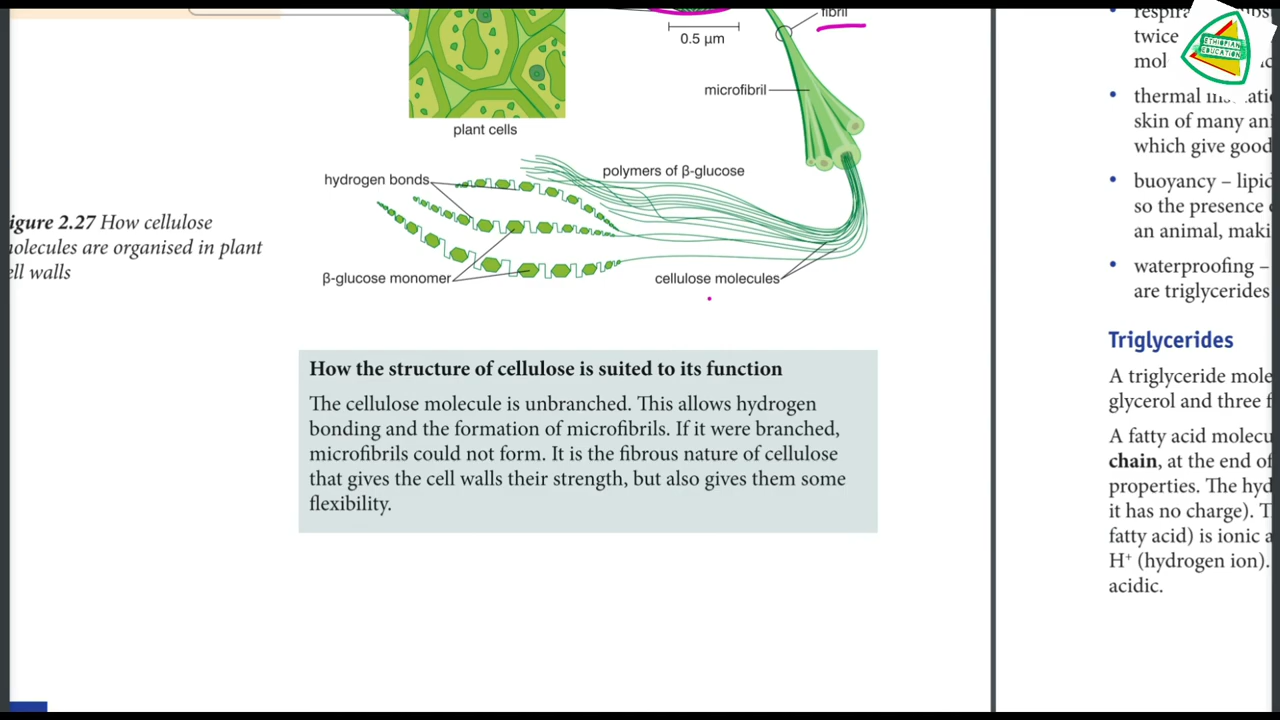 fibril
0.5 µm
microfibril
plant cells
polymers of β-glucose
hydrogen bonds
β-glucose monomer
cellulose molecules
igure 2.27 How cellulose
olecules are organised in plant
ell walls
How the structure of cellulose is suited to its function
The cellulose molecule is unbranched. This allows hydrogen
bonding and the formation of microfibrils. If it were branched,
microfibrils could not form. It is the fibrous nature of cellulose
that gives the cell walls their strength, but also gives them some
flexibility.
twice
mol
thermal
skin of many an
which give good
• buoyancy – lipid
so the presence
an animal, maki
• waterproofing –
are triglycerides
Triglycerides
A triglyceride mole
glycerol and three f
A fatty acid molecu
chain, at the end of
properties. The hyd
it has no charge). T
fatty acid) is ionic a
H⁺ (hydrogen ion).
acidic.
ETHIOPIAN
EDUCATION